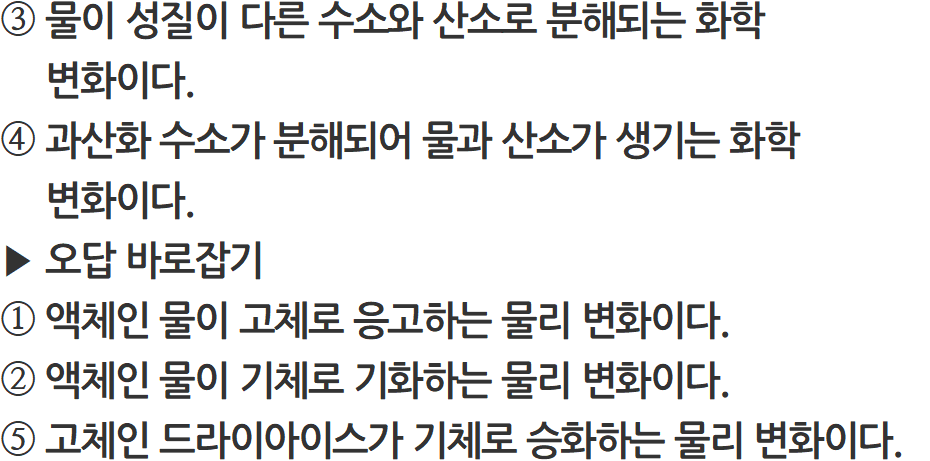 ③ 물이 성질이 다른 수소와 산소로 분해되는 화학
변화이다.
④ 과산화 수소가 분해되어 물과 산소가 생기는 화학
변화이다.
▶ 오답 바로잡기
① 액체인 물이 고체로 응고하는 물리 변화이다.
② 액체인 물이 기체로 기화하는 물리 변화이다.
⑤ 고체인 드라이아이스가 기체로 승화하는 물리 변화이다.